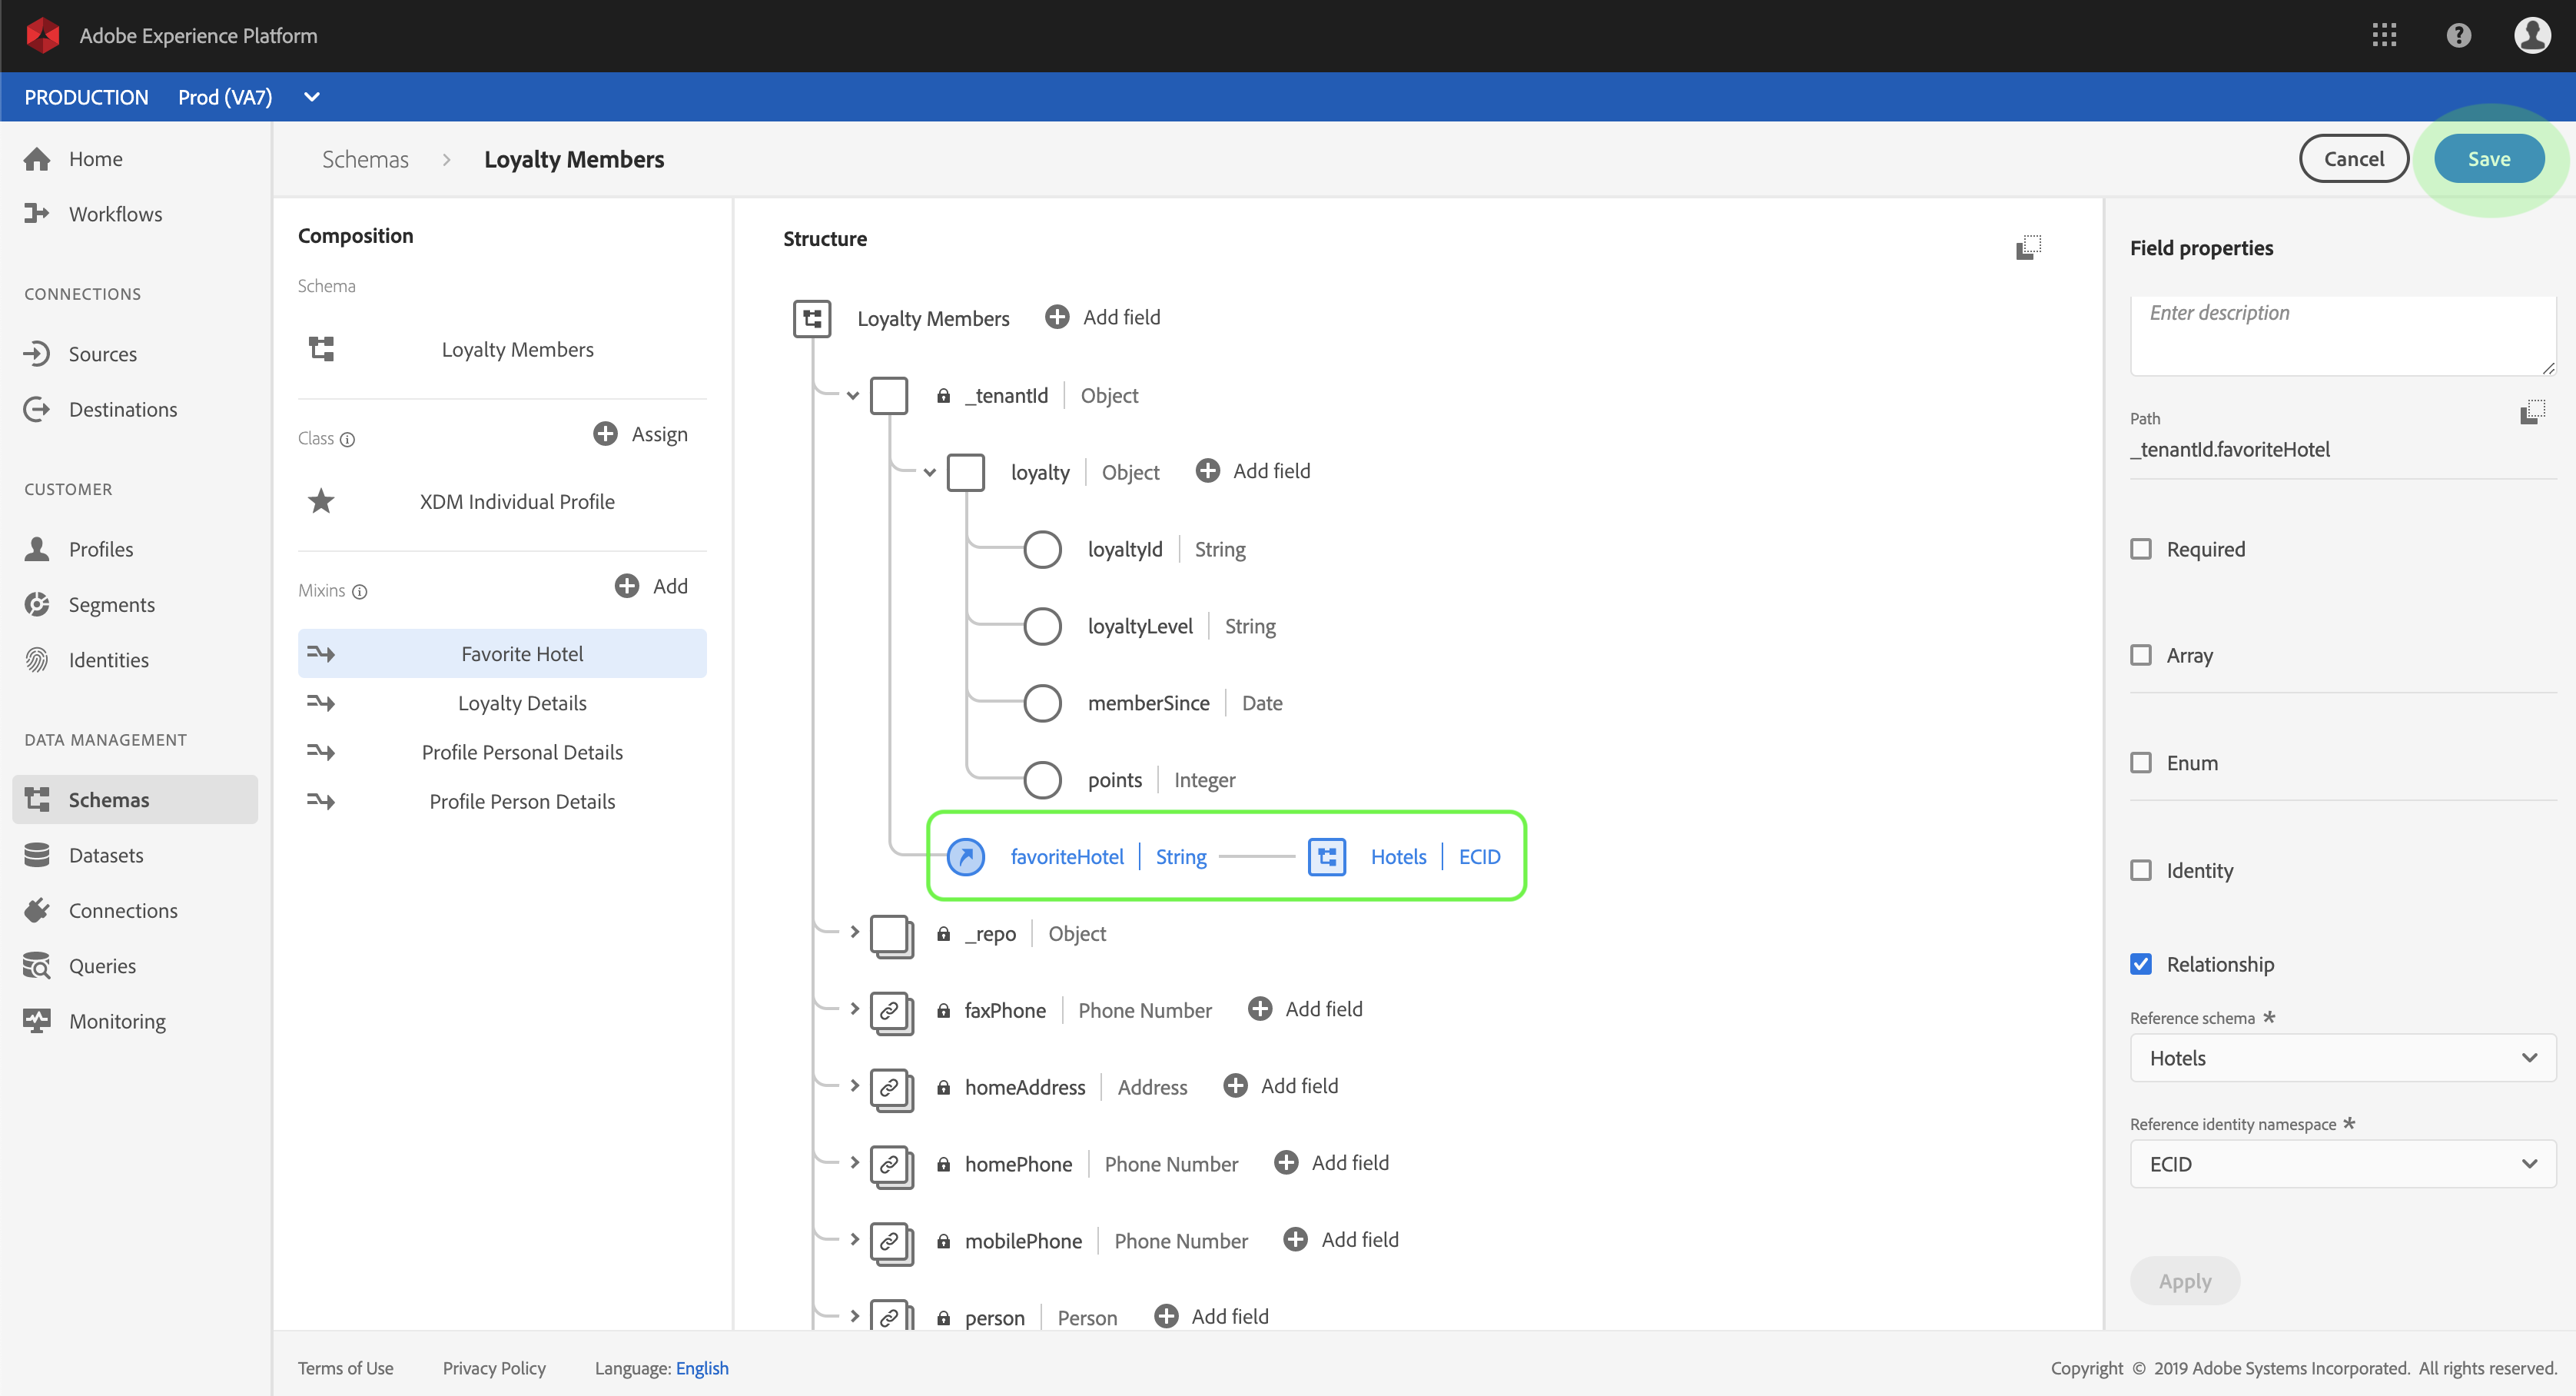 Adobe Experience Platform
PRODUCTION Prod (VA7)
Home
Workflows
CONNECTIONS
Sources
Destinations
CUSTOMER
Profiles
Segments
Identities
DATA MANAGEMENT
Schemas
Datasets
Connections
Queries
Monitoring
Schemas > Loyalty Members
Cancel
Save
Composition
Schema
Loyalty Members
Class
Assign
XDM Individual Profile
Mixins
Add
Favorite Hotel
Loyalty Details
Profile Personal Details
Profile Person Details
Structure
Loyalty Members Add field
_tenantId | Object
loyalty | Object Add field
loyaltyId | String
loyaltyLevel | String
memberSince | Date
points | Integer
favoriteHotel | String Hotels | ECID
_repo | Object
faxPhone | Phone Number Add field
homeAddress | Address Add field
homePhone | Phone Number Add field
mobilePhone | Phone Number Add field
person | Person Add field
Field properties
Enter description
Path
_tenantId.favoriteHotel
Required
Array
Enum
Identity
Relationship
Reference schema *
Hotels
Reference identity namespace *
ECID
Apply
Terms of Use Privacy Policy Language: English
Copyright © 2019 Adobe Systems Incorporated. All rights reserved.